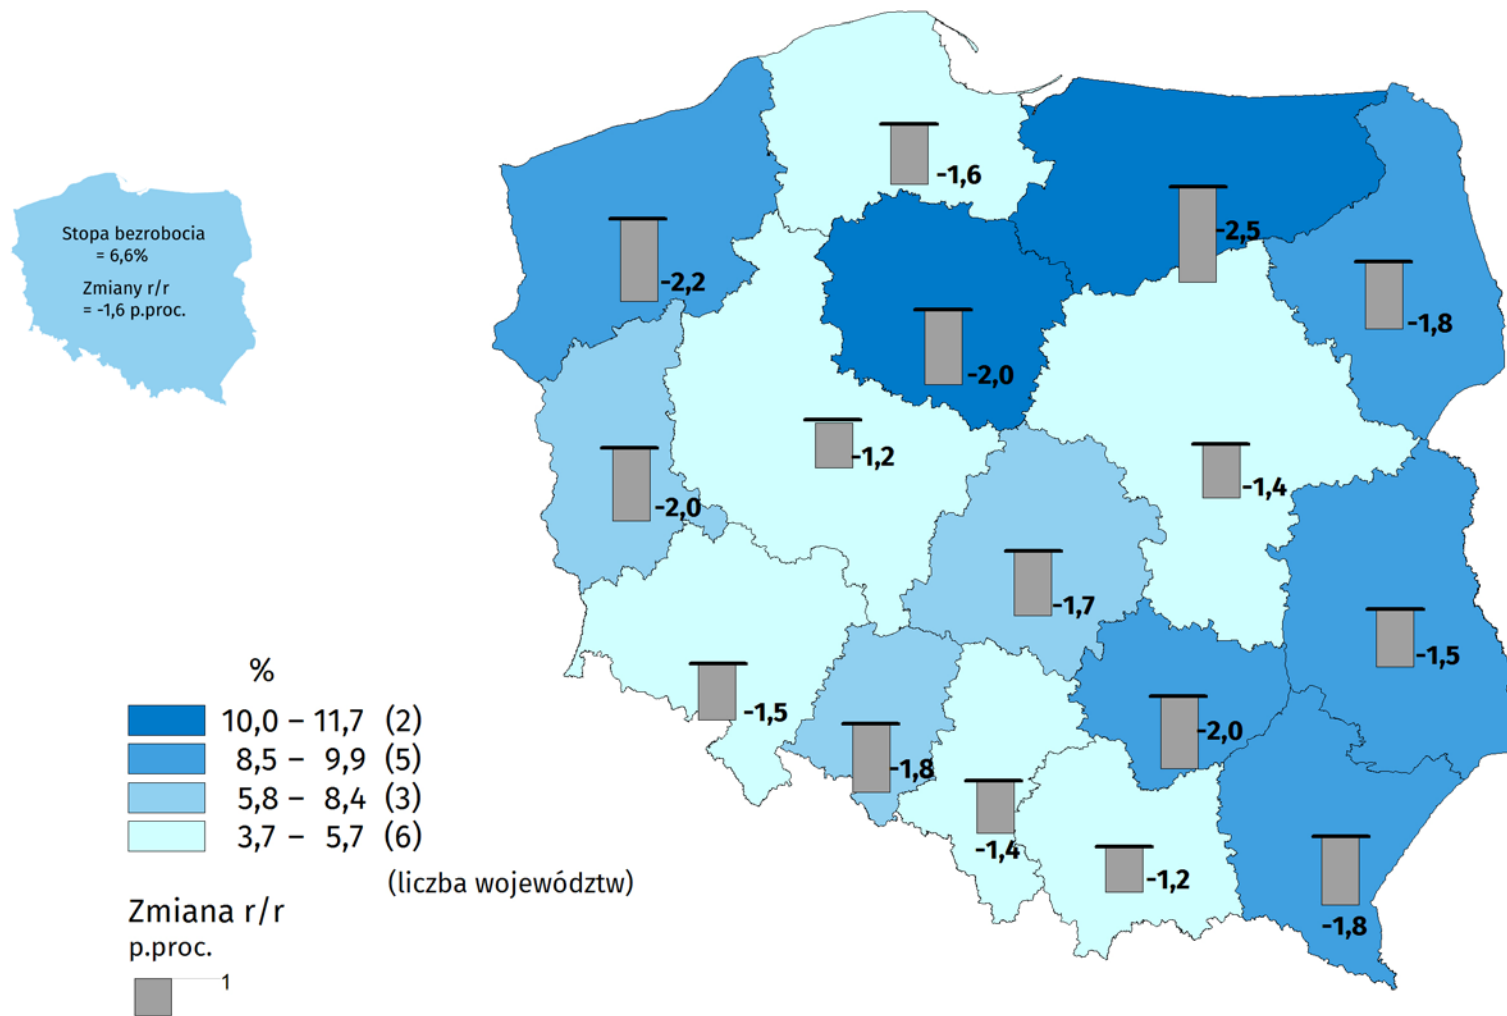 Stopa bezrobocia
= 6,6%
Zmiany r/r
= -1,6 p.proc.
-1,6
-2,5
-2,2
-1,8
-2,0
-1,2
-1,4
-2,0
-1,7
-1,5
-1,5
-2,0
-1,8
-1,4
-1,2
-1,8
%
10,0 – 11,7 (2)
8,5 – 9,9 (5)
5,8 – 8,4 (3)
3,7 – 5,7 (6)
(liczba województw)
Zmiana r/r
p.proc.
1